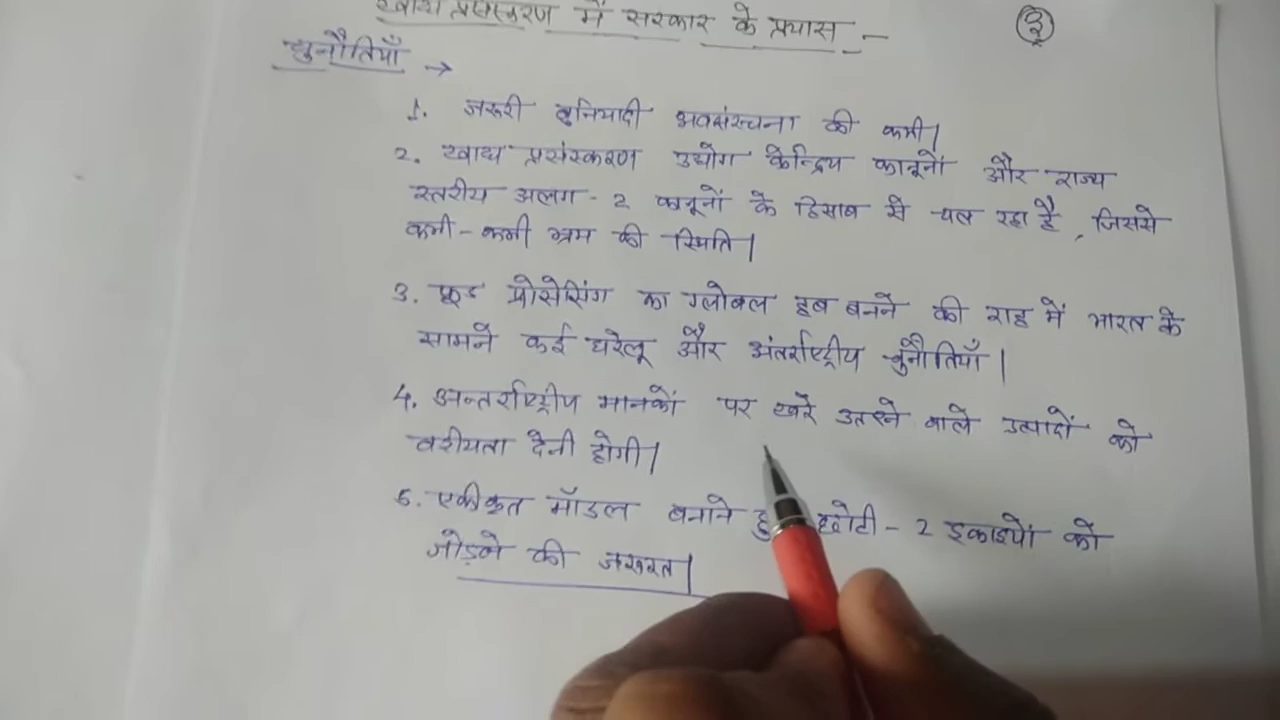 खाद्य प्रसंस्करण में सरकार के प्रयास -
३
चुनौतियाँ →
1. जरूरी बुनियादी अवसंरचना की कमी।
2. खाद्य प्रसंस्करण उद्योग केन्द्रिय कानूनों और राज्य
स्तरीय अलग - 2 कानूनों के हिसाब से चल रहा है, जिससे
कभी - कभी भ्रम की स्थिति।
3. फूड प्रोसेसिंग का ग्लोबल हब बनने की राह में भारत के
सामने कई घरेलू और अंतर्राष्ट्रीय चुनौतियाँ।
4. अन्तर्राष्ट्रीय मानकों पर खरे उतरने वाले उत्पादों को
वरीयता देनी होगी।
5. एकीकृत मॉडल बनाने छोटी - 2 इकाइयों को
जोड़ने की जरूरत।